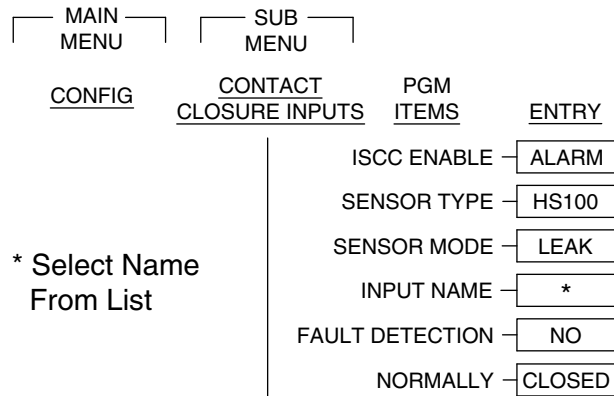 MAIN MENU
SUB MENU
CONFIG
CONTACT CLOSURE INPUTS
PGM ITEMS
ENTRY
ISCC ENABLE ALARM
SENSOR TYPE HS100
SENSOR MODE LEAK
* Select Name
From List
INPUT NAME *
FAULT DETECTION NO
NORMALLY CLOSED